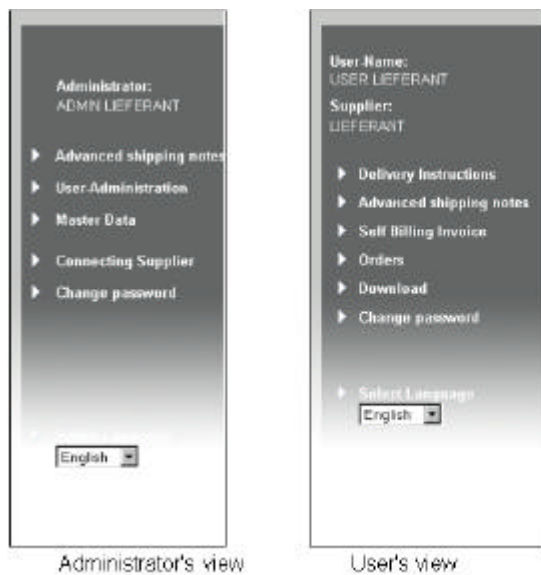 Administrator:
ADMIN LIEFERANT
Advanced shipping notes
User-Administration
Master Data
Connecting Supplier
Change password
English
Administrator's view
User-Name:
USER LIEFERANT
Supplier:
LIEFERANT
Delivery Instructions
Advanced shipping notes
Self Billing Invoice
Orders
Download
Change password
Select Language
English
User's view